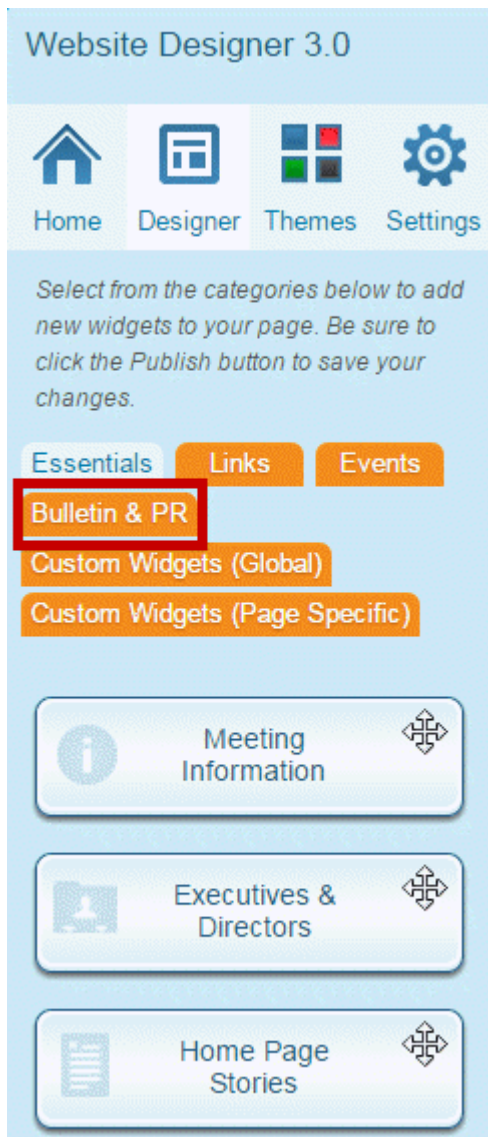 Website Designer 3.0
Home Designer Themes Settings
Select from the categories below to add
new widgets to your page. Be sure to
click the Publish button to save your
changes.
Essentials Links Events
Bulletin & PR
Custom Widgets (Global)
Custom Widgets (Page Specific)
Meeting
Information
Executives &
Directors
Home Page
Stories